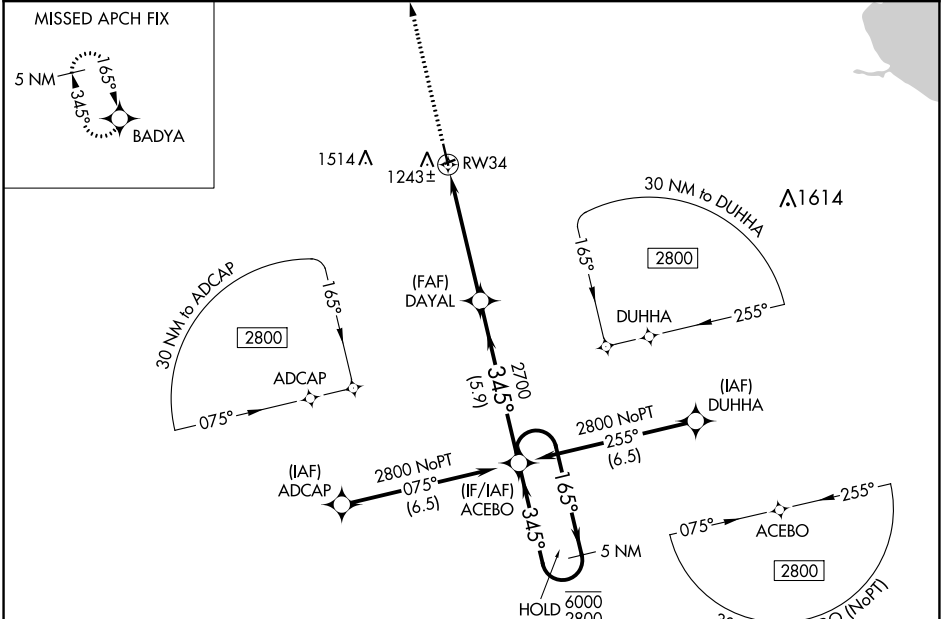 MISSED APCH FIX
5 NM
165°
345°
BADYA
1514
1243±
RW34
30 NM to DUHHA
1614
2800
165°
DUHHA
255°
30 NM to ADCAP
165°
2800
ADCAP
075°
(FAF)
DAYAL
2700
345°
(5.9)
(IAF)
DUHHA
2800 NoPT
255°
(6.5)
(IAF)
ADCAP
2800 NoPT
075°
(6.5)
(IF/IAF)
ACEBO
165°
345°
5 NM
HOLD
6000
2800
075°
255°
ACEBO
2800
(NoPT)